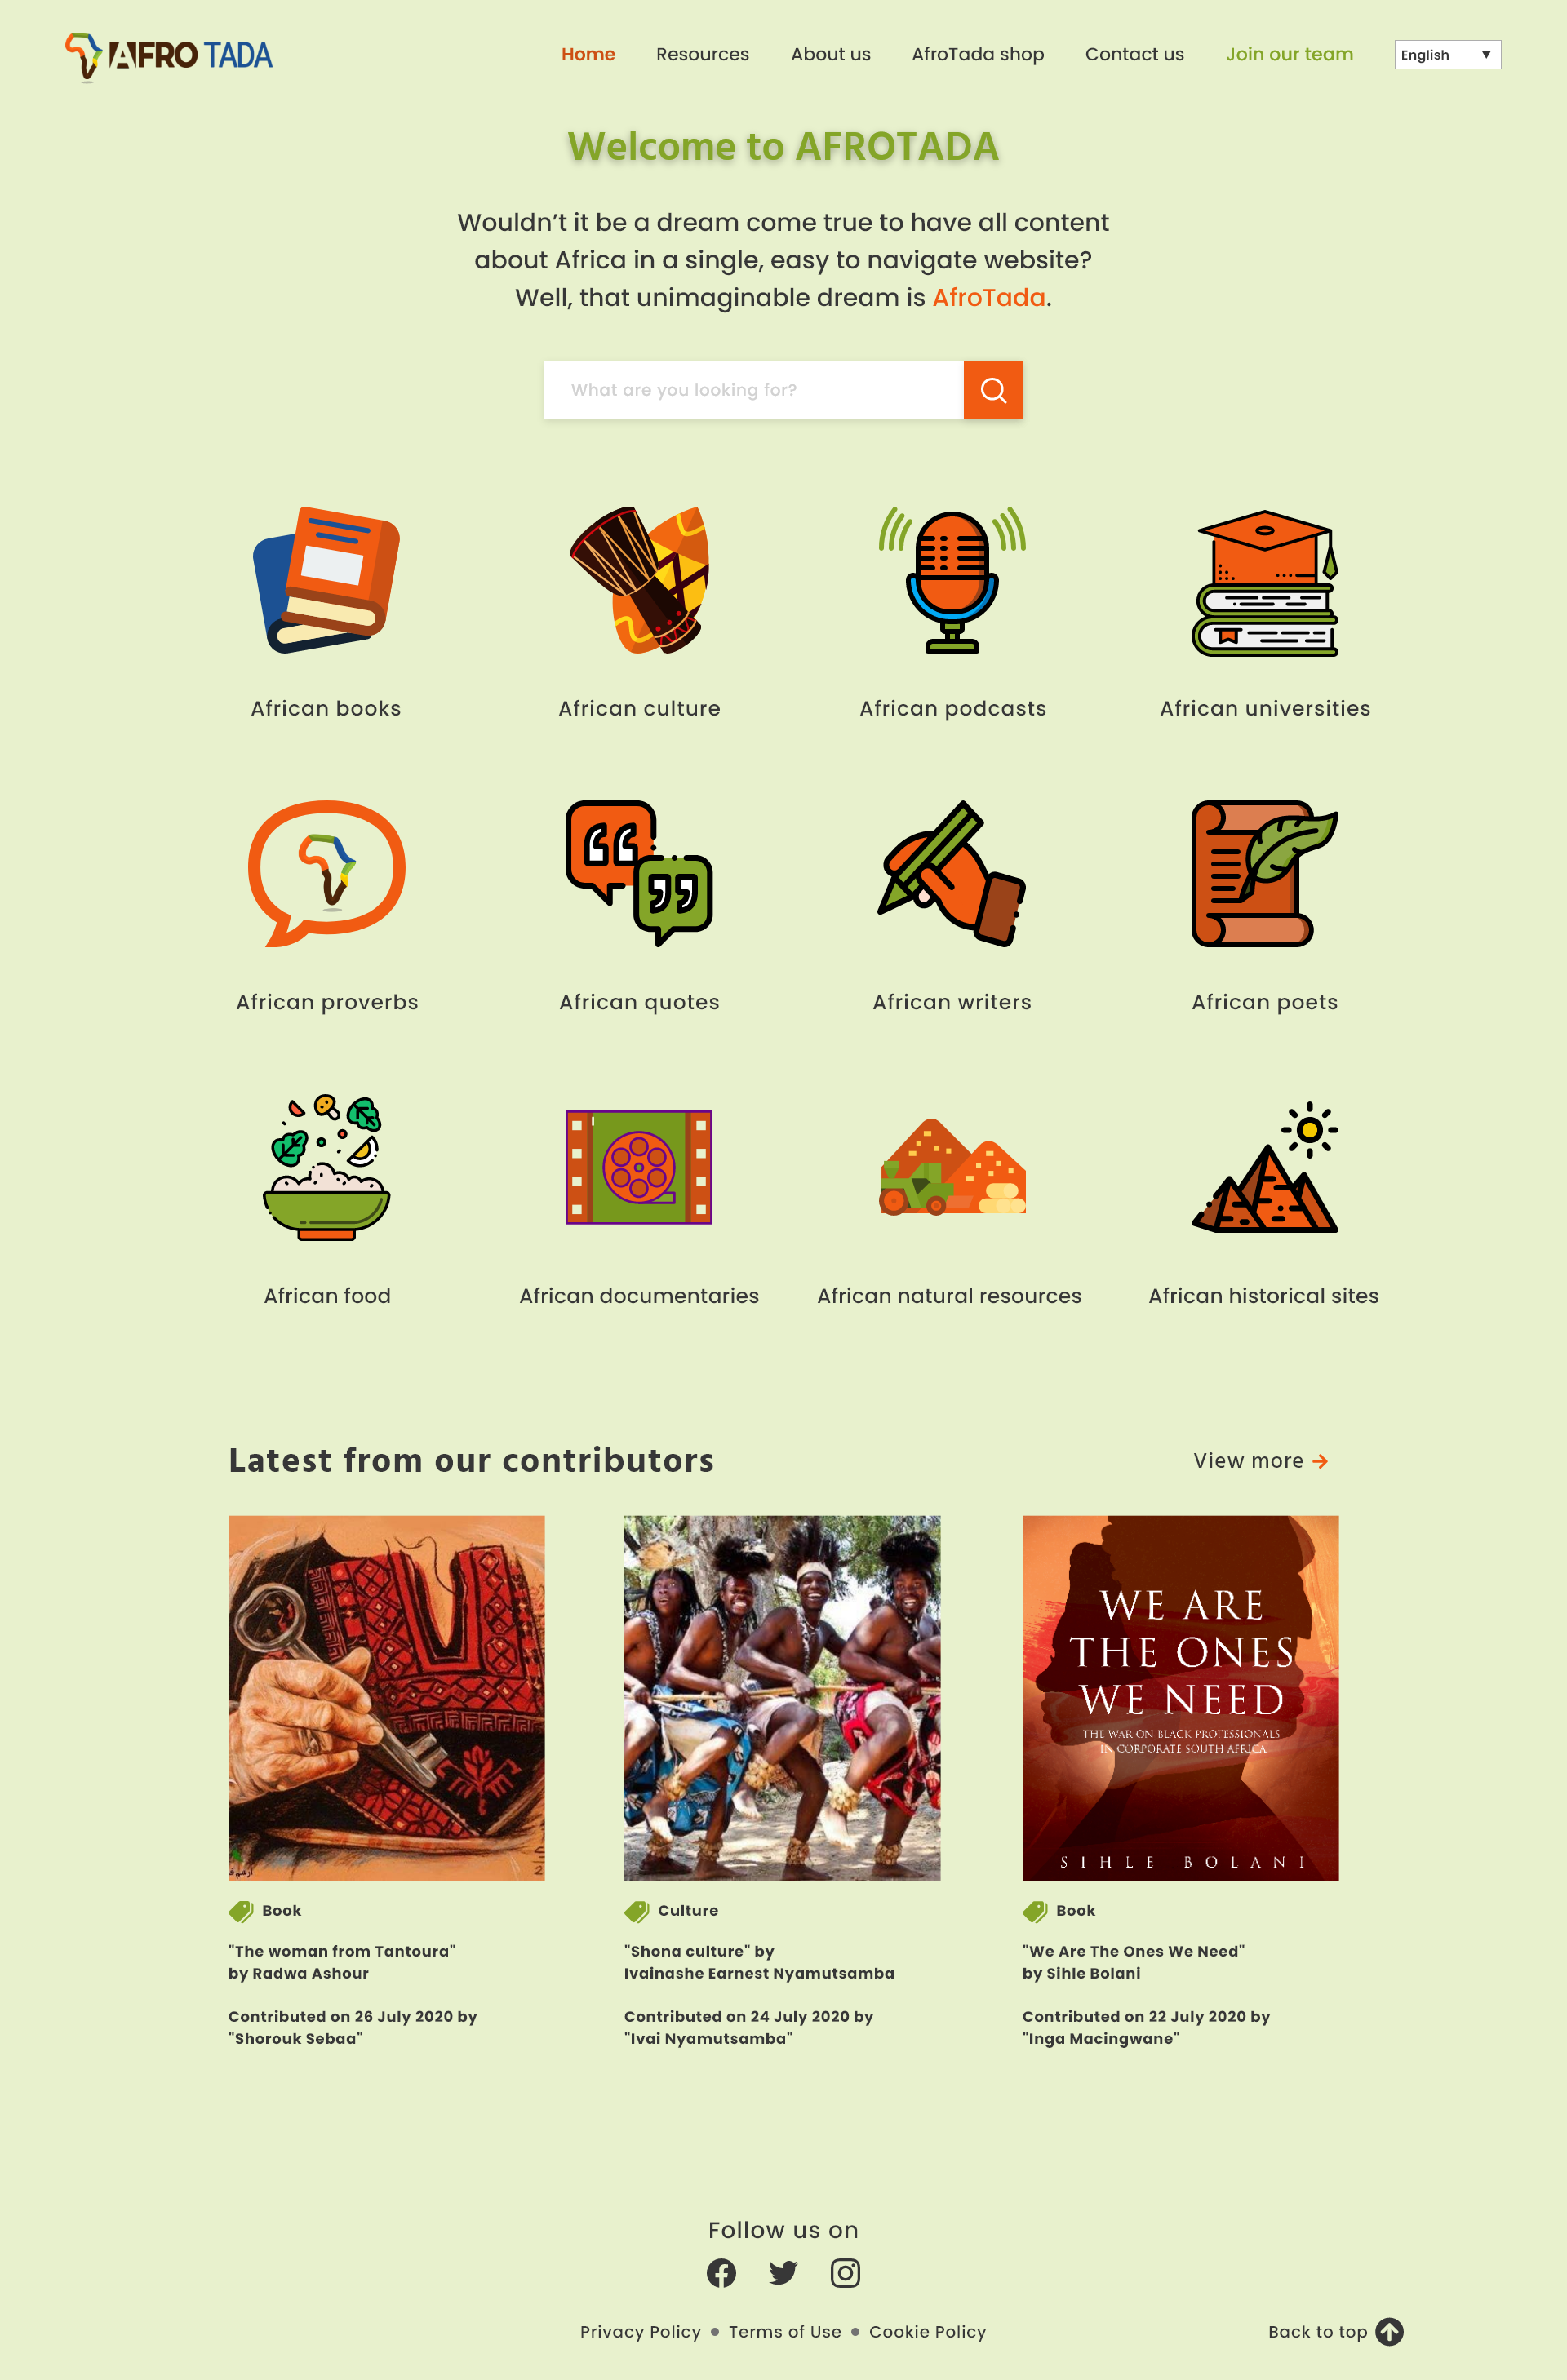 AFRO TADA
Home
Resources
About us
AfroTada shop
Contact us
Join our team
English
Welcome to AFROTADA
Wouldn’t it be a dream come true to have all content
about Africa in a single, easy to navigate website?
Well, that unimaginable dream is AfroTada.
What are you looking for?
African books
African culture
African podcasts
African universities
African proverbs
African quotes
African writers
African poets
African food
African documentaries
African natural resources
African historical sites
Latest from our contributors
View more
WE ARE
THE ONES
WE NEED
THE WAR ON BLACK PROFESSIONALS
IN CORPORATE SOUTH AFRICA
SIHLE BOLANI
Book
"The woman from Tantoura"
by Radwa Ashour
Contributed on 26 July 2020 by
"Shorouk Sebaa"
Culture
"Shona culture" by
Ivainashe Earnest Nyamutsamba
Contributed on 24 July 2020 by
"Ivai Nyamutsamba"
Book
"We Are The Ones We Need"
by Sihle Bolani
Contributed on 22 July 2020 by
"Inga Macingwane"
Follow us on
Privacy Policy • Terms of Use • Cookie Policy
Back to top